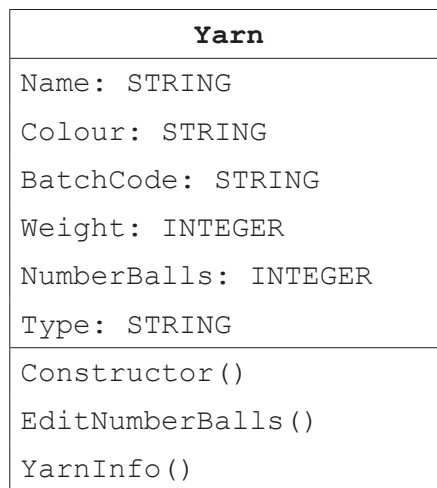 Yarn
Name: STRING
Colour: STRING
BatchCode: STRING
Weight: INTEGER
NumberBalls: INTEGER
Type: STRING
Constructor()
EditNumberBalls()
YarnInfo()